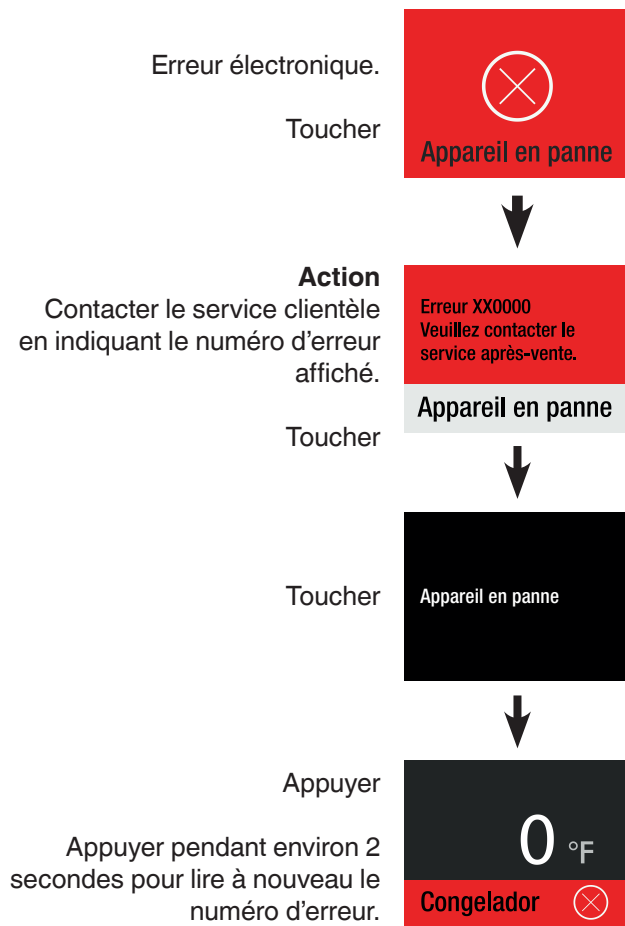 Erreur électronique.
Toucher
Appareil en panne
Action
Contacter le service clientèle
en indiquant le numéro d'erreur
affiché.
Toucher
Erreur XX0000
Veuillez contacter le
service après-vente.
Appareil en panne
Toucher
Appareil en panne
Appuyer
Appuyer pendant environ 2
secondes pour lire à nouveau le
numéro d'erreur.
0 °F
Congelador